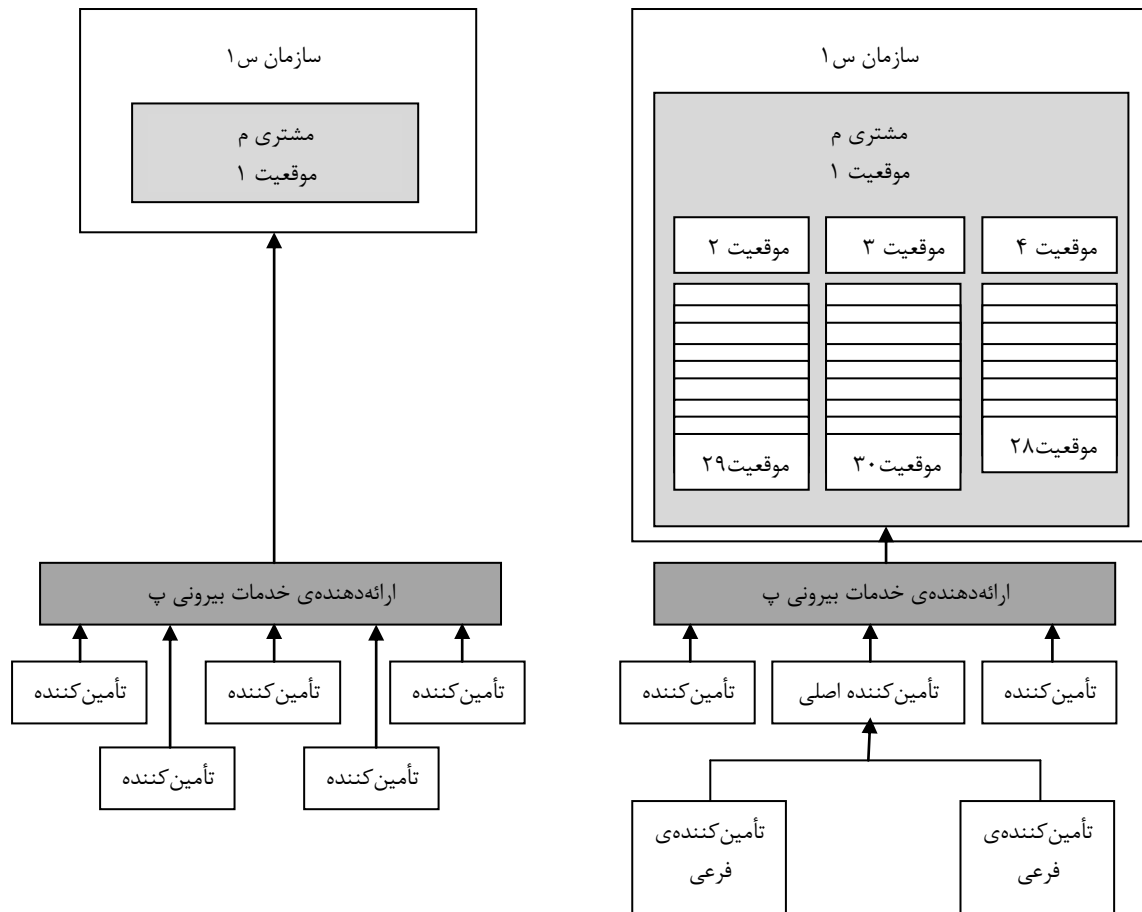 سازمان س۱
مشتری م
موقعیت ۱
ارائه‌دهنده‌ی خدمات بیرونی پ
تأمین‌کننده
تأمین‌کننده
تأمین‌کننده
تأمین‌کننده
تأمین‌کننده
سازمان س۱
مشتری م
موقعیت ۱
موقعیت ۲
موقعیت ۳
موقعیت ۴
موقعیت۲۹
موقعیت۳۰
موقعیت۲۸
ارائه‌دهنده‌ی خدمات بیرونی پ
تأمین‌کننده
تأمین‌کننده اصلی
تأمین‌کننده
تأمین‌کننده‌ی
فرعی
تأمین‌کننده‌ی
فرعی